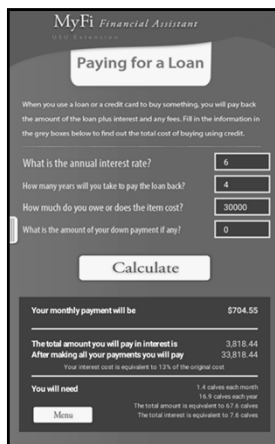 MyFi Financial Assistant
USU Extension
Paying for a Loan
When you use a loan or a credit card to buy something, you will pay back
the amount of the loan plus interest and any fees. Fill in the information in
the grey boxes below to find out the total cost of buying using credit.
What is the annual interest rate? 6
How many years will you take to pay the loan back? 4
How much do you owe or does the item cost? 30000
What is the amount of your down payment if any? 0
Calculate
Your monthly payment will be $704.55
The total amount you will pay in interest is 3,818.44
After making all your payments you will pay 33,818.44
Your interest cost is equivalent to 13% of the original cost
You will need 1.4 calves each month
16.9 calves each year
The total amount is equivalent to 67.6 calves
Menu The total interest is equivalent to 7.6 calves